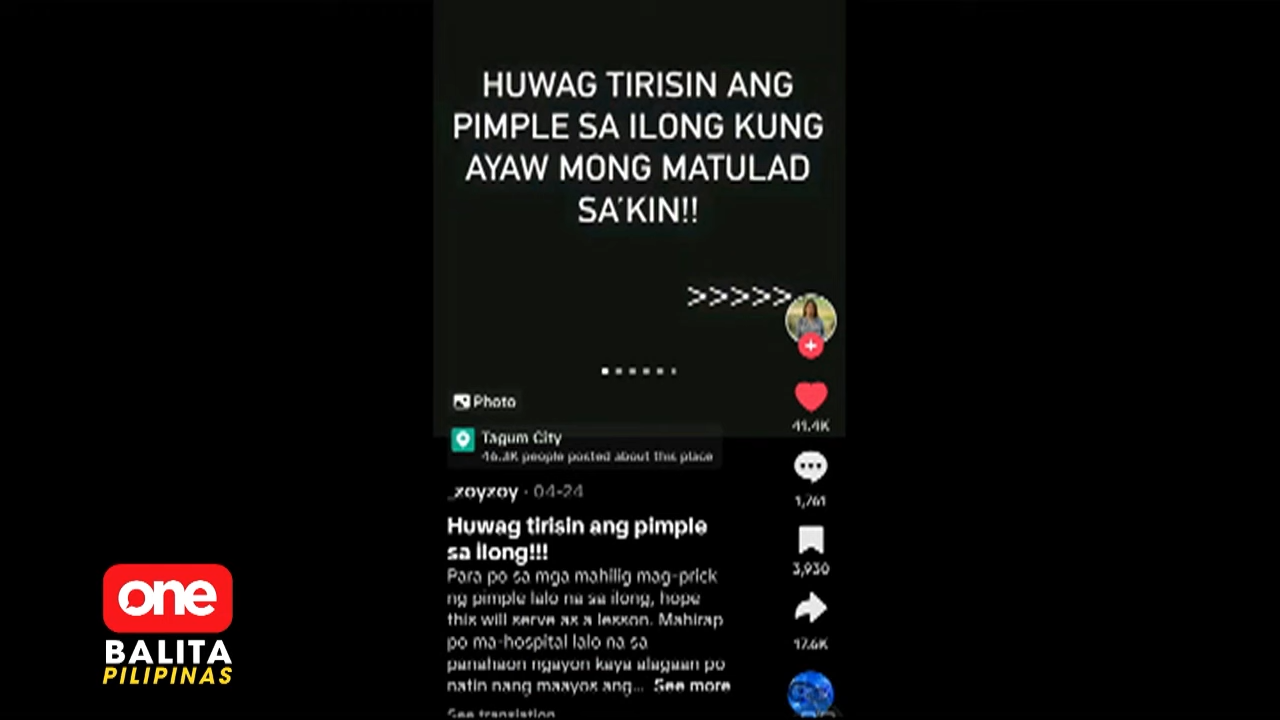 HUWAG TIRISIN ANG
PIMPLE SA ILONG KUNG
AYAW MONG MATULAD
SA'KIN!!
>>>>>
Photo
Tagum City
46.3K people posted about this place
_zoyzoy · 04-24
Huwag tirisin ang pimple
sa ilong!!!
Para po sa mga mahilig mag-prick
ng pimple lalo na sa ilong, hope
this will serve as a lesson. Mahirap
po ma-hospital lalo na sa
panahaon ngayon kaya alagaan po
natin nang maayos ang... See more
See translation
41.4K
1,761
3,930
17.6K
one
BALITA
PILIPINAS